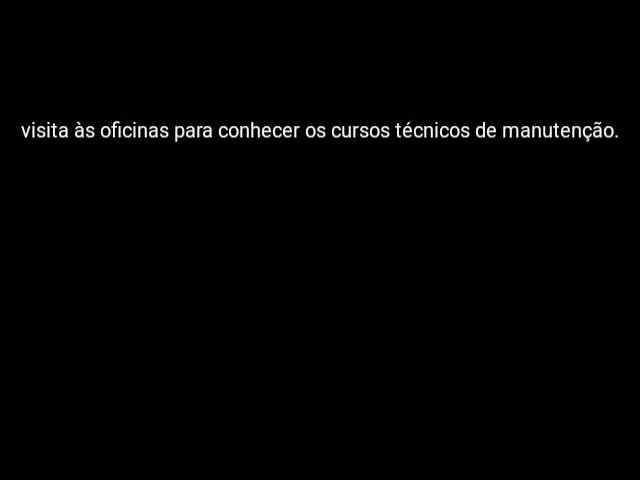 visita às oficinas para conhecer os cursos técnicos de manutenção.